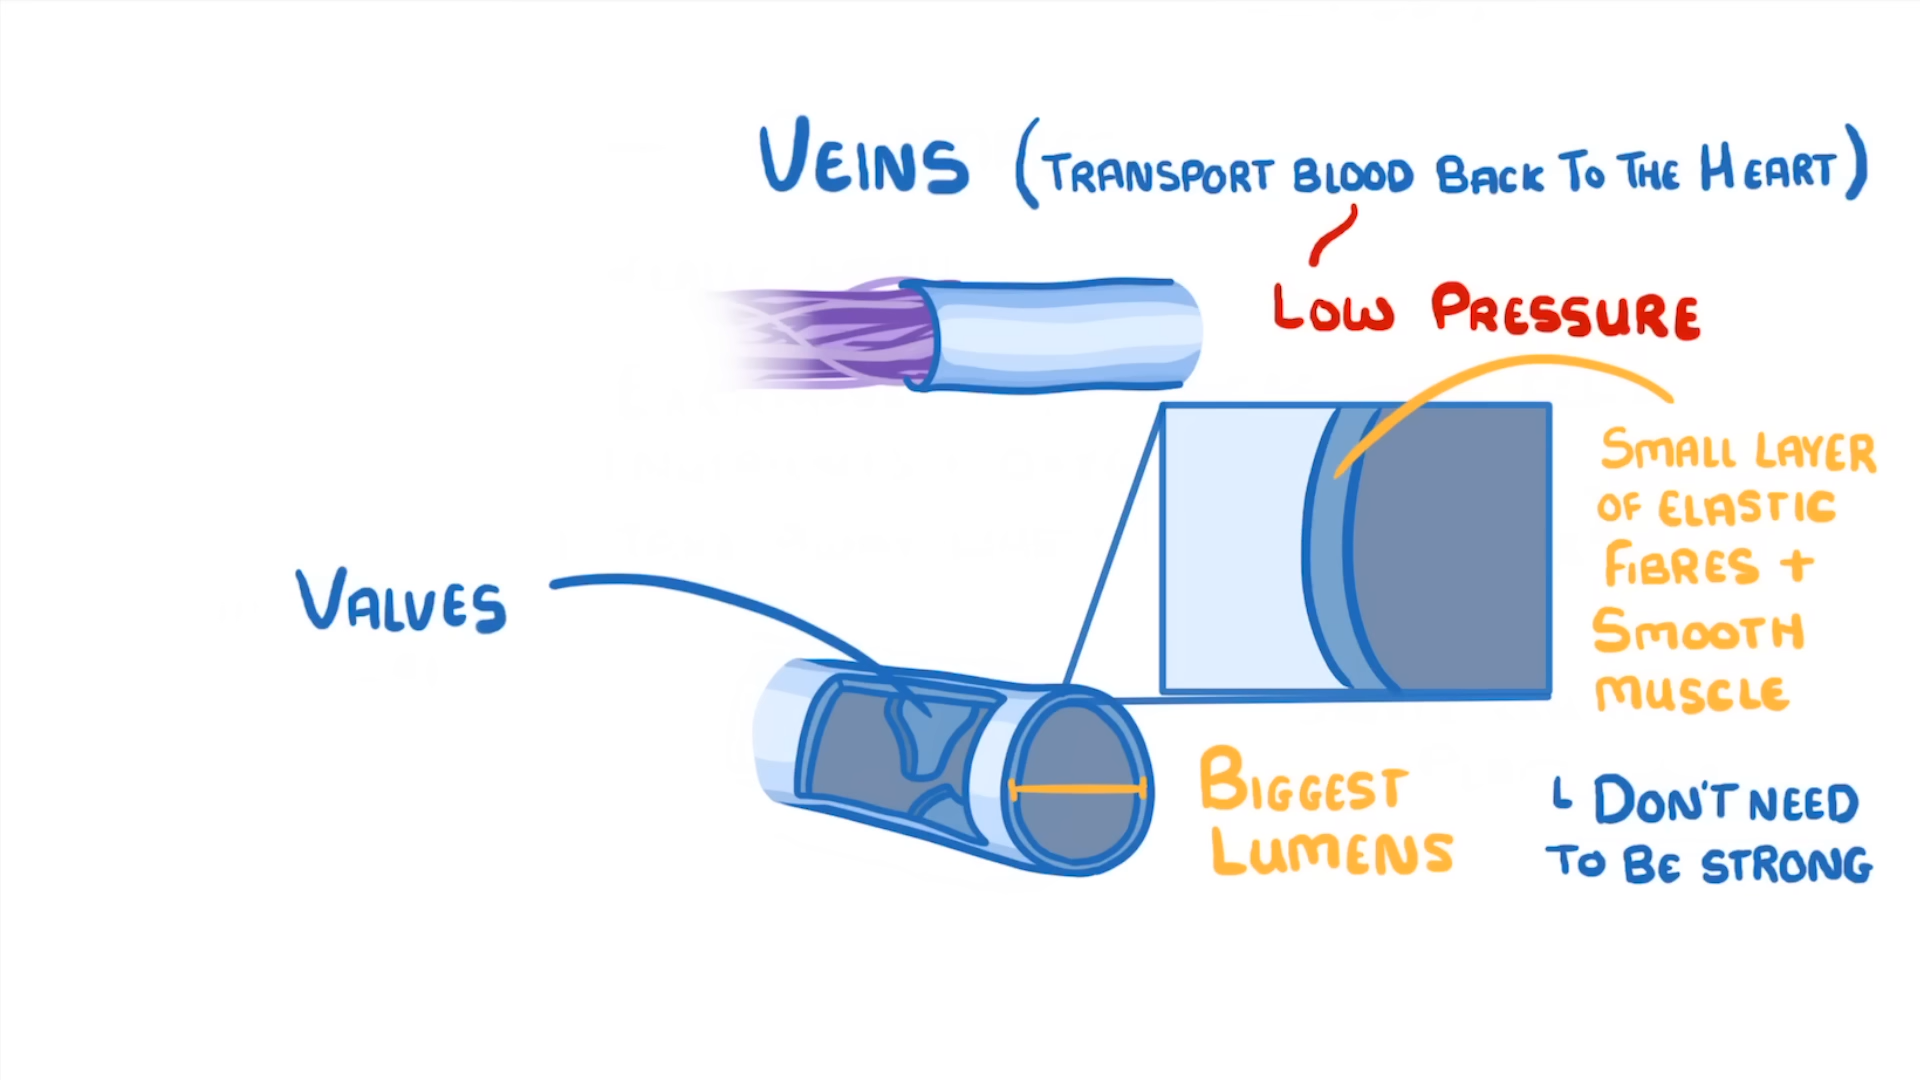 VEINS (TRANSPORT BLOOD BACK TO THE HEART)
LOW PRESSURE
SMALL LAYER
OF ELASTIC
FIBRES +
SMOOTH
MUSCLE
VALVES
BIGGEST
LUMENS
DON'T NEED
TO BE STRONG